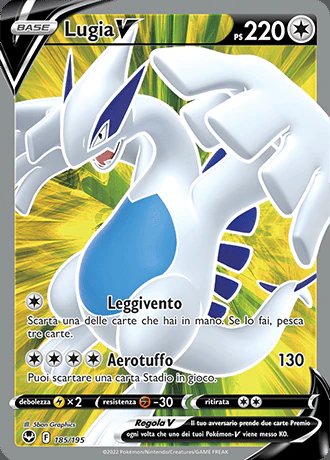 BASE Lugia V PS 220
Leggivento
Scarta una delle carte che hai in mano. Se lo fai, pesca
tre carte.
Aerotuffo 130
Puoi scartare una carta Stadio in gioco.
debolezza ×2 resistenza -30 ritirata
Ill. 5ban Graphics
Regola V Il tuo avversario prende due carte Premio
ogni volta che uno dei tuoi Pokémon-V viene messo KO.
F 185/195
©2022 Pokémon/Nintendo/Creatures/GAME FREAK